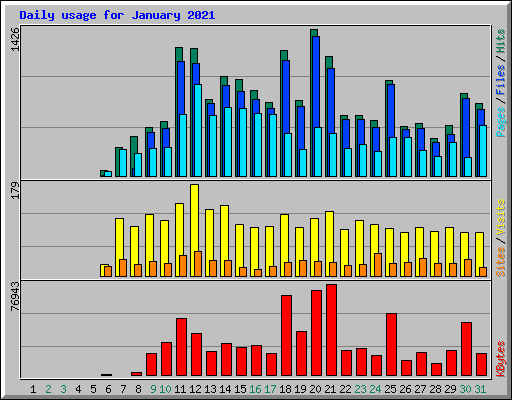 Daily usage for January 2021
1426
Pages/Files/Hits
179
Sites/Visits
76943
KBytes
1 2 3 4 5 6 7 8 9 10 11 12 13 14 15 16 17 18 19 20 21 22 23 24 25 26 27 28 29 30 31